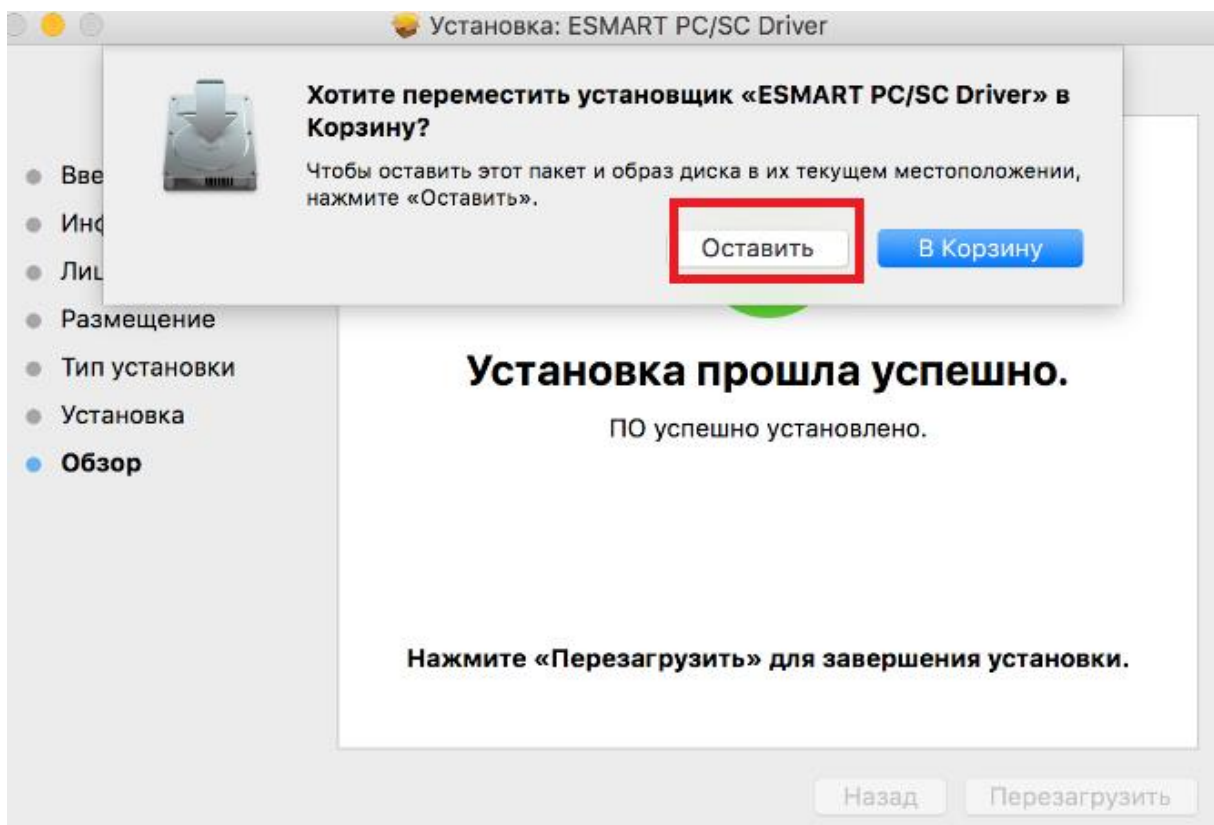 Установка: ESMART PC/SC Driver
Хотите переместить установщик «ESMART PC/SC Driver» в
Корзину?
Чтобы оставить этот пакет и образ диска в их текущем местоположении,
нажмите «Оставить».
Оставить
В Корзину
Размещение
Тип установки
Установка
Обзор
Установка прошла успешно.
ПО успешно установлено.
Нажмите «Перезагрузить» для завершения установки.
Назад
Перезагрузить